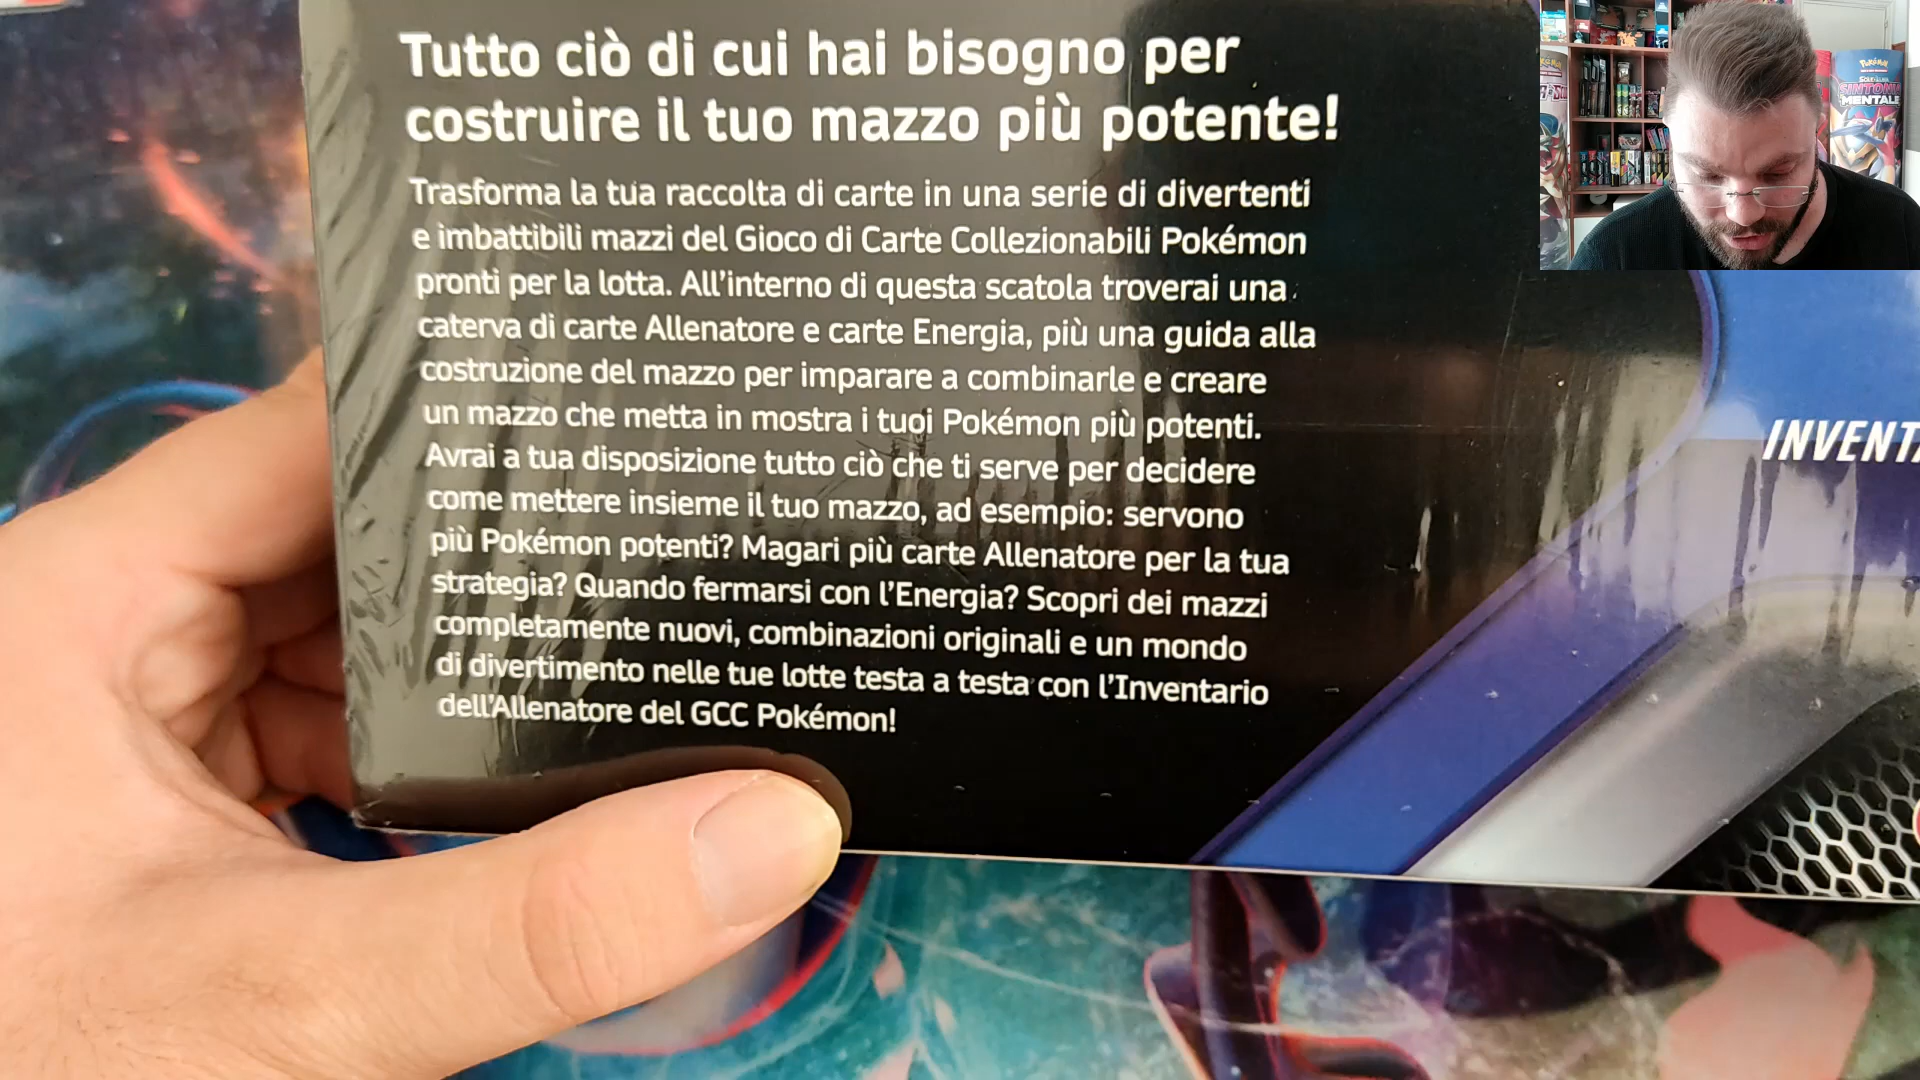 Tutto ciò di cui hai bisogno per
costruire il tuo mazzo più potente!
Trasforma la tua raccolta di carte in una serie di divertenti
e imbattibili mazzi del Gioco di Carte Collezionabili Pokémon
pronti per la lotta. All'interno di questa scatola troverai una
caterva di carte Allenatore e carte Energia, più una guida alla
costruzione del mazzo per imparare a combinarle e creare
un mazzo che metta in mostra i tuoi Pokémon più potenti.
Avrai a tua disposizione tutto ciò che ti serve per decidere
come mettere insieme il tuo mazzo, ad esempio: servono
più Pokémon potenti? Magari più carte Allenatore per la tua
strategia? Quando fermarsi con l'Energia? Scopri dei mazzi
completamente nuovi, combinazioni originali e un mondo
di divertimento nelle tue lotte testa a testa con l'Inventario
dell'Allenatore del GCC Pokémon!
INVENTA
Pokémon
SINTONIA
MENTALE